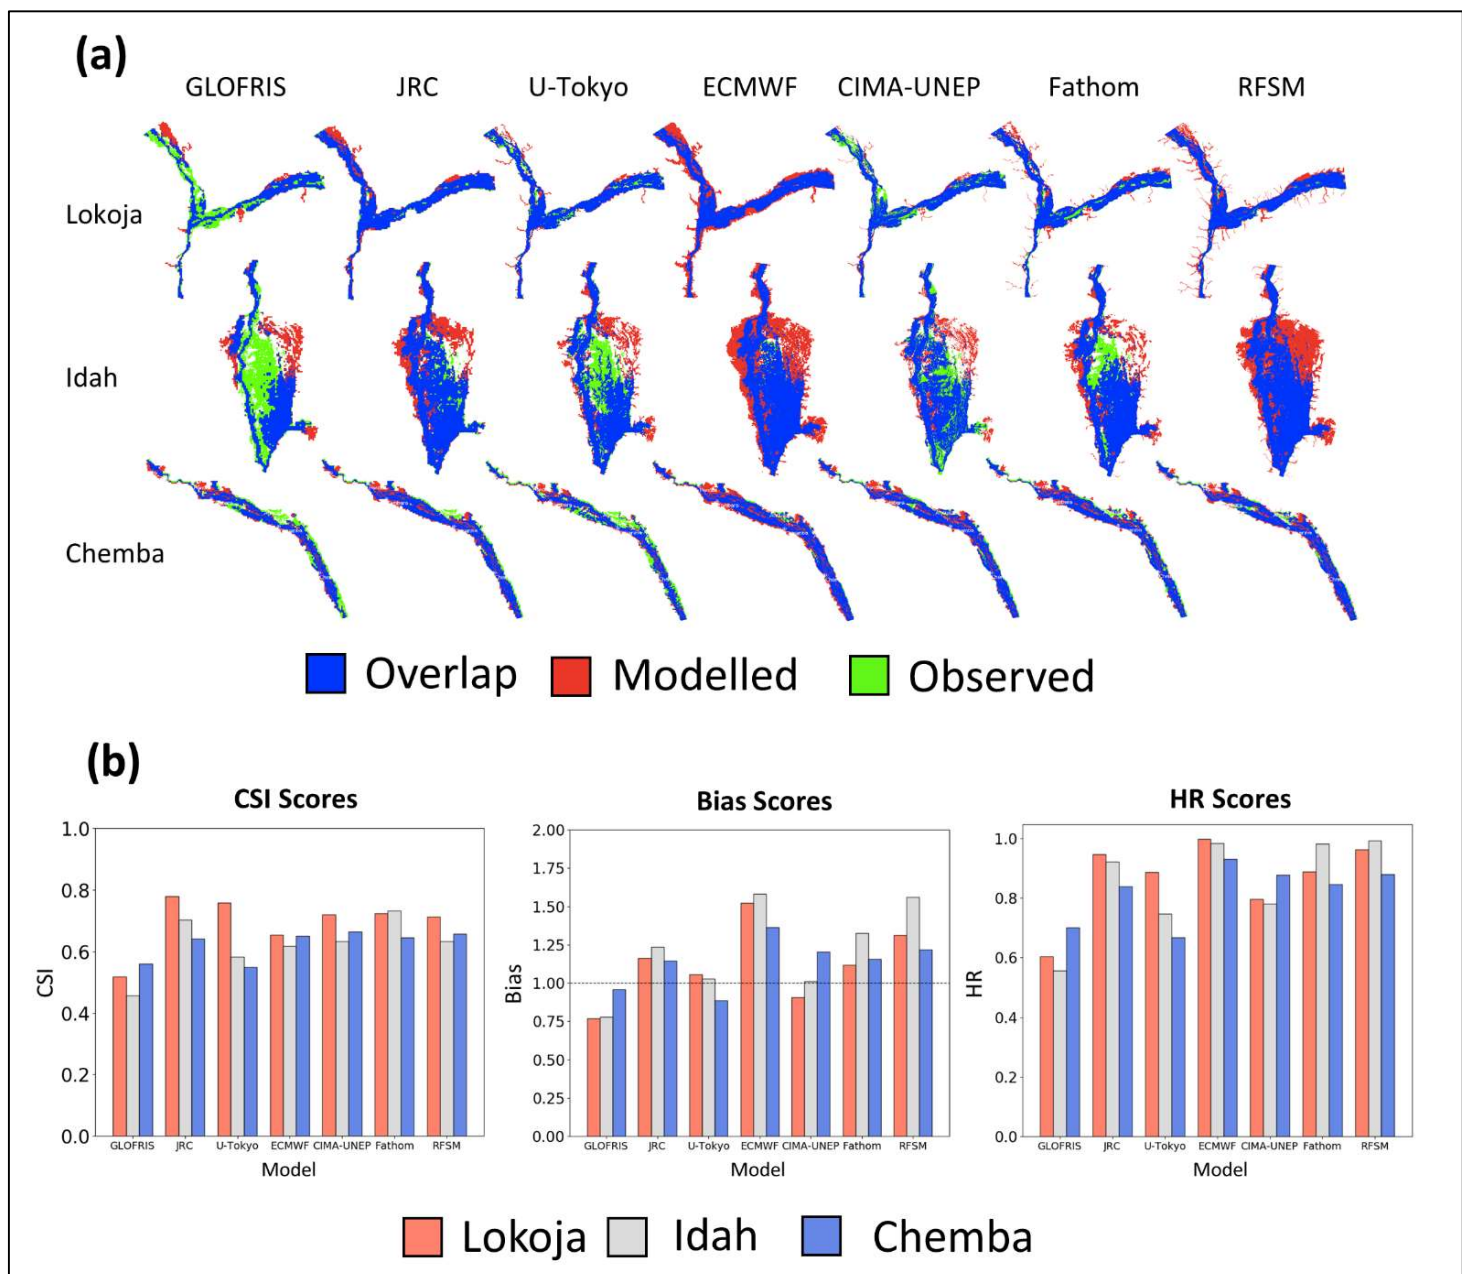 (a)
GLOFRIS JRC U-Tokyo ECMWF CIMA-UNEP Fathom RFSM
Lokoja
Idah
Chemba
Overlap Modelled Observed
(b)
CSI Scores
1.0
0.8
0.6
0.4
0.2
0.0
CSI
GLOFRIS JRC U-Tokyo ECMWF CIMA-UNEP Fathom RFSM
Model
Bias Scores
2.00
1.75
1.50
1.25
1.00
0.75
0.50
0.25
0.00
Bias
GLOFRIS JRC U-Tokyo ECMWF CIMA-UNEP Fathom RFSM
Model
HR Scores
1.0
0.8
0.6
0.4
0.2
0.0
HR
GLOFRIS JRC U-Tokyo ECMWF CIMA-UNEP Fathom RFSM
Model
Lokoja Idah Chemba